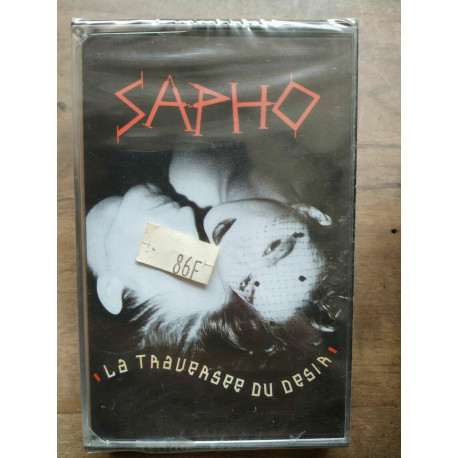 SAPHO
86F
LA TRAVERSEE DU DESIR